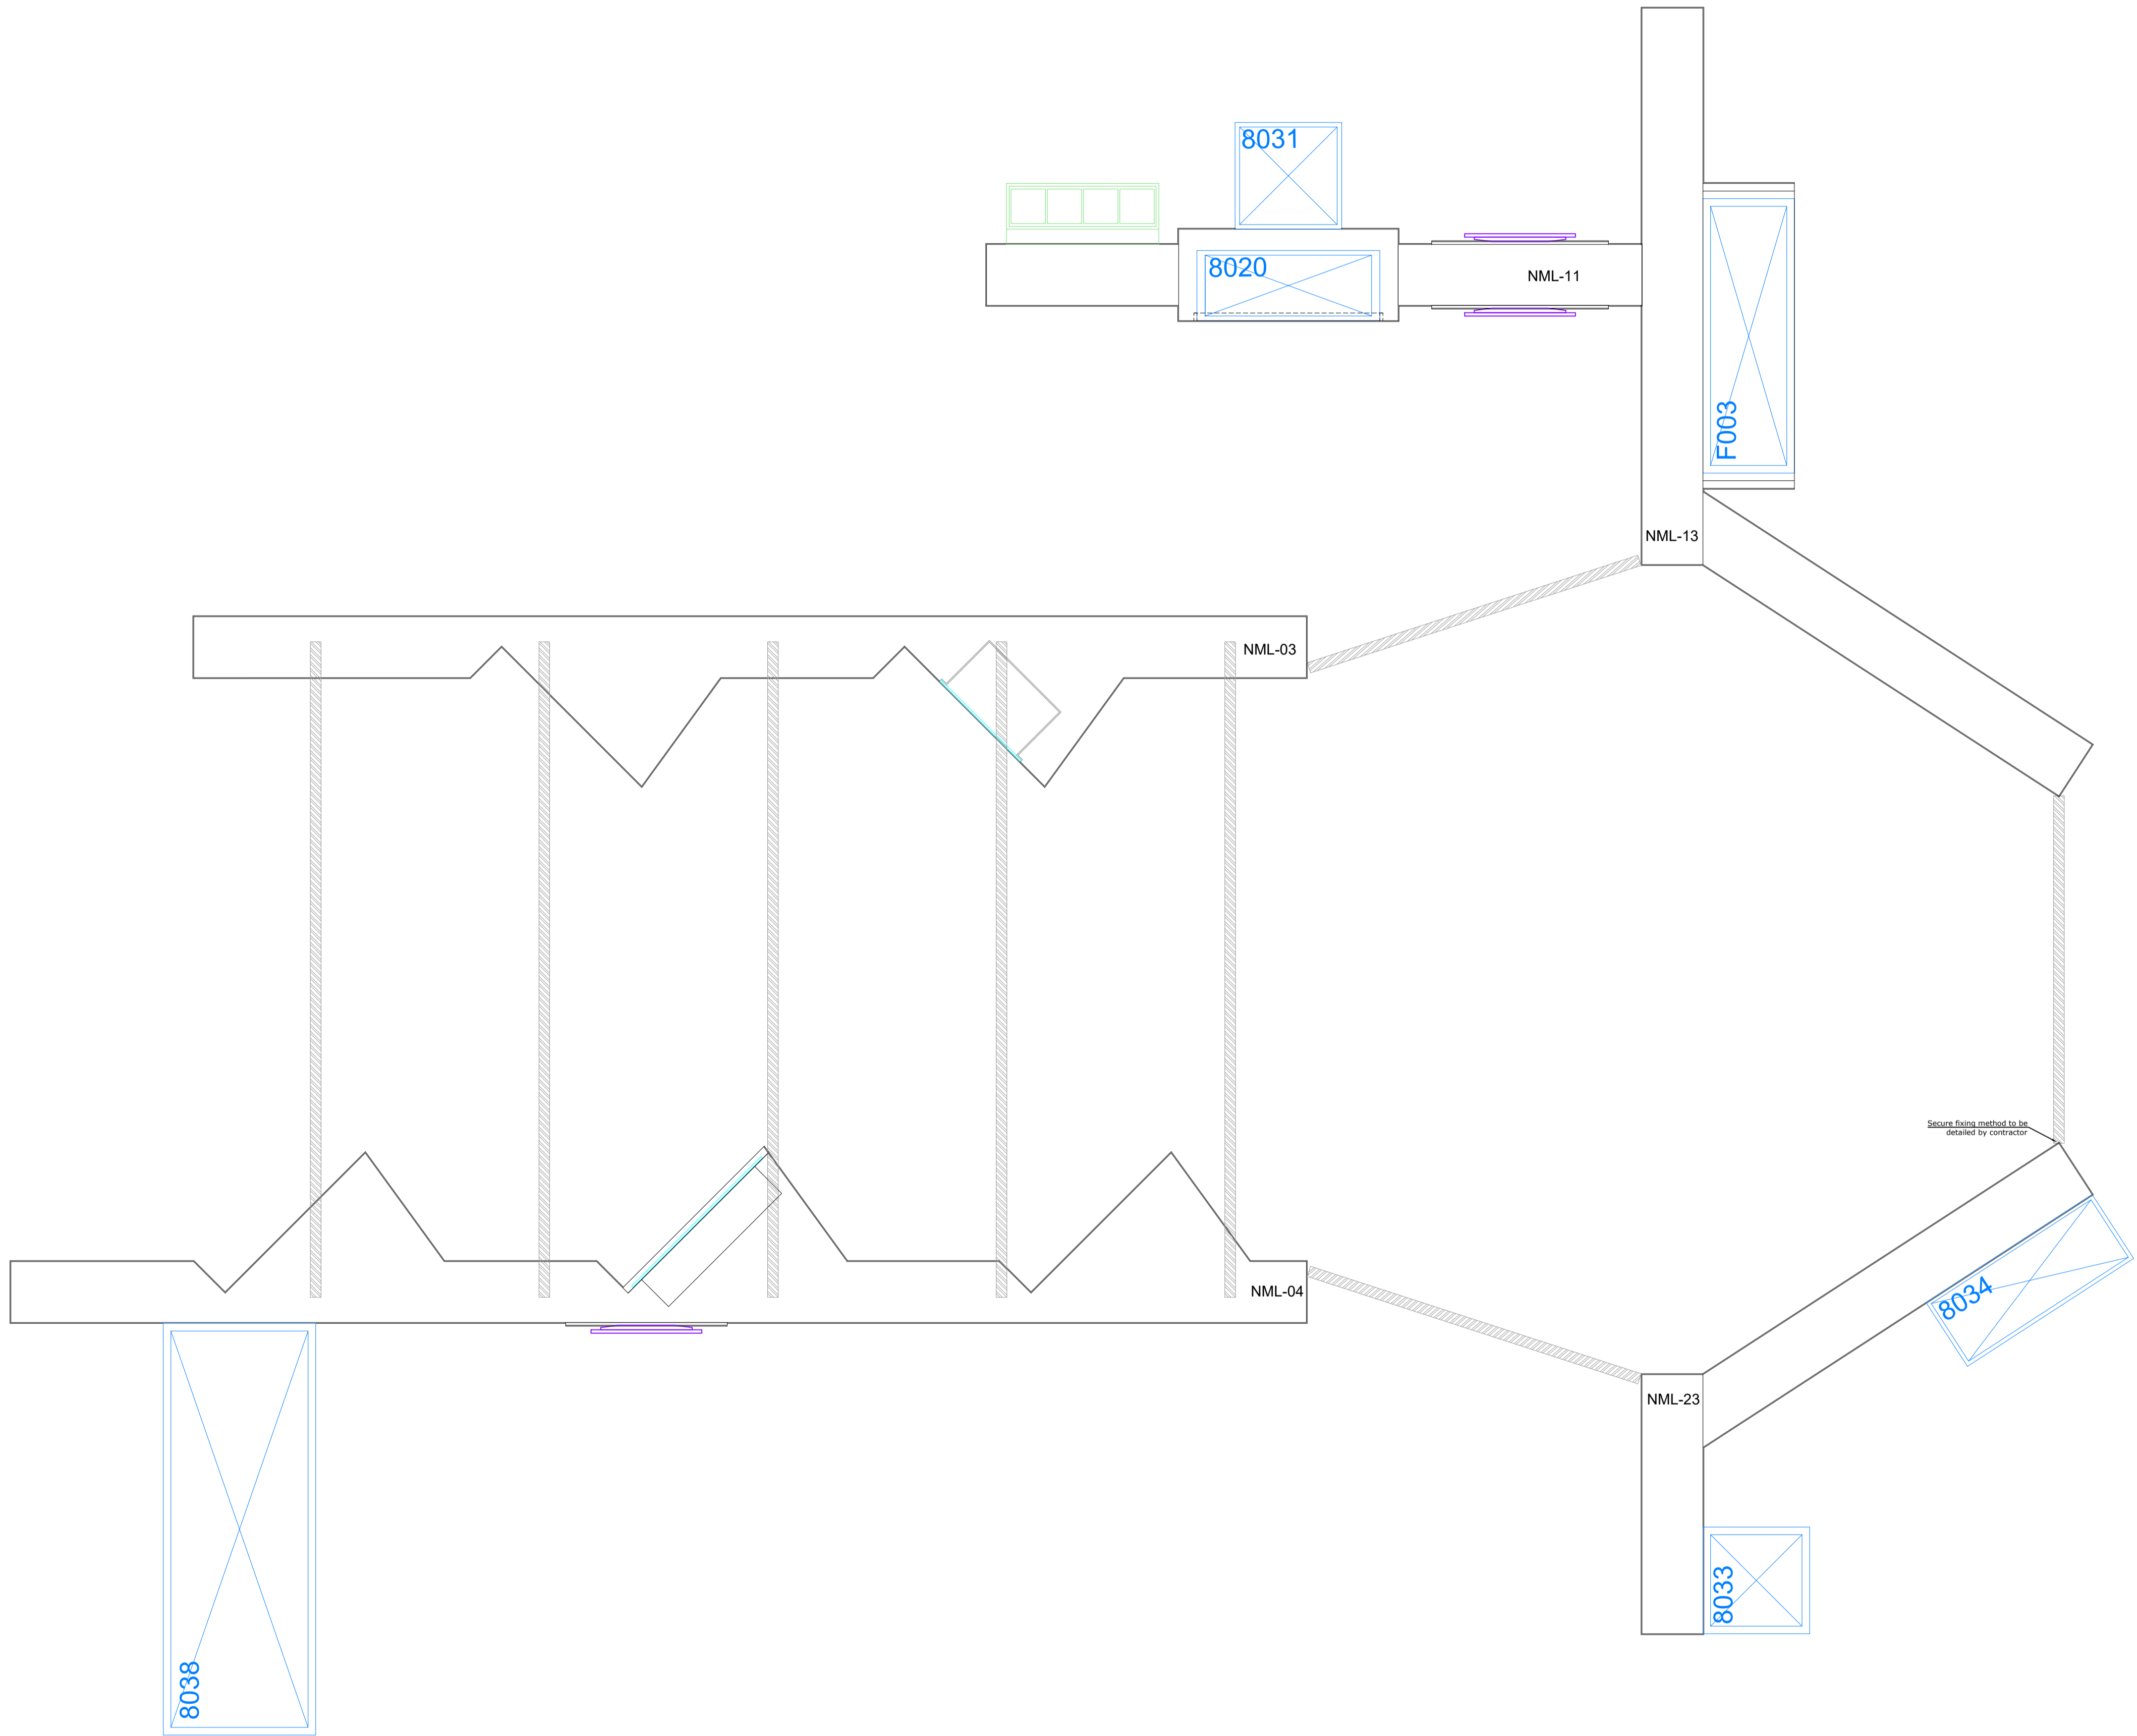 8031
8020
NML-11
F003
NML-13
NML-03
Secure fixing method to be
detailed by contractor
NML-04
8034
NML-23
8033
8038